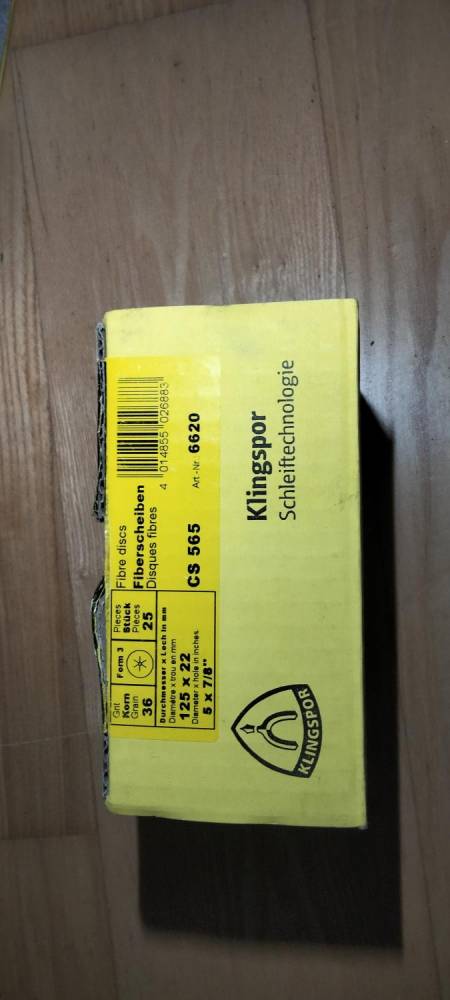 Grit
Korn
Grain
36
Form 3
Pieces
Stück
Pièces
25
Durchmesser x Loch in mm
Diamètre x trou en mm
125 x 22
Diameter x hole in inches
5 x 7/8"
Fibre discs
Fiberscheiben
Disques fibres
CS 565
4 014855 026883
Art.-Nr. 6620
Klingspor
Schleiftechnologie
KLINGSPOR